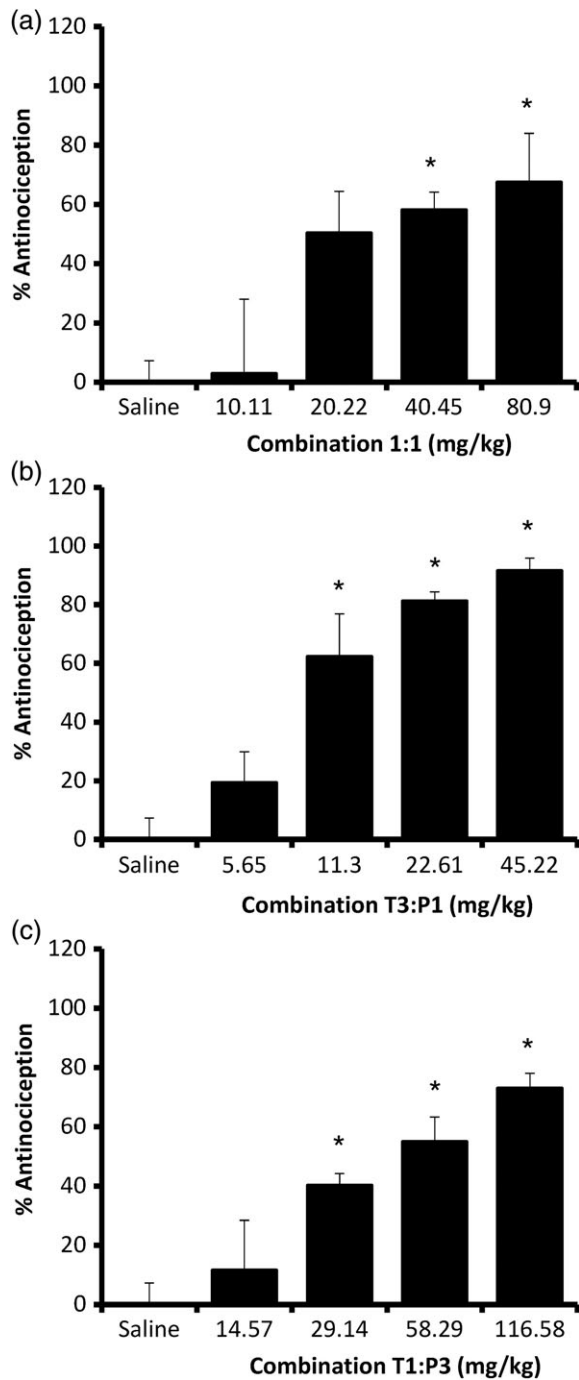 (a)
120
100
80
60
40
20
0
% Antinociception
*
*
Saline 10.11 20.22 40.45 80.9
Combination 1:1 (mg/kg)
(b)
120
100
80
60
40
20
0
% Antinociception
*
*
*
Saline 5.65 11.3 22.61 45.22
Combination T3:P1 (mg/kg)
(c)
120
100
80
60
40
20
0
% Antinociception
*
*
*
Saline 14.57 29.14 58.29 116.58
Combination T1:P3 (mg/kg)